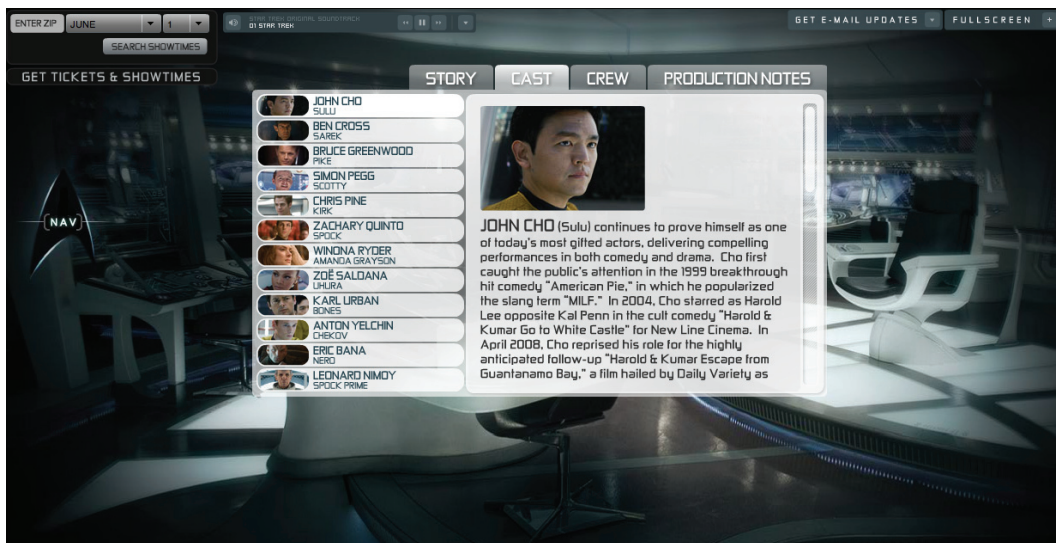 ENTER ZIP JUNE 1
SEARCH SHOWTIMES
GET TICKETS & SHOWTIMES
STAR TREK ORIGINAL SOUNDTRACK
01 STAR TREK
GET E-MAIL UPDATES
FULLSCREEN +
NAV
STORY CAST CREW PRODUCTION NOTES
JOHN CHO
SULU
BEN CROSS
SAREK
BRUCE GREENWOOD
PIKE
SIMON PEGG
SCOTTY
CHRIS PINE
KIRK
ZACHARY QUINTO
SPOCK
WINONA RYDER
AMANDA GRAYSON
ZOË SALDANA
UHURA
KARL URBAN
BONES
ANTON YELCHIN
CHEKOV
ERIC BANA
NERO
LEONARD NIMOY
SPOCK PRIME
JOHN CHO (Sulu) continues to prove himself as one
of today's most gifted actors, delivering compelling
performances in both comedy and drama. Cho first
caught the public's attention in the 1999 breakthrough
hit comedy "American Pie," in which he popularized
the slang term "MILF." In 2004, Cho starred as Harold
Lee opposite Kal Penn in the cult comedy "Harold &
Kumar Go to White Castle" for New Line Cinema. In
April 2008, Cho reprised his role for the highly
anticipated follow-up "Harold & Kumar Escape from
Guantanamo Bay," a film hailed by Daily Variety as